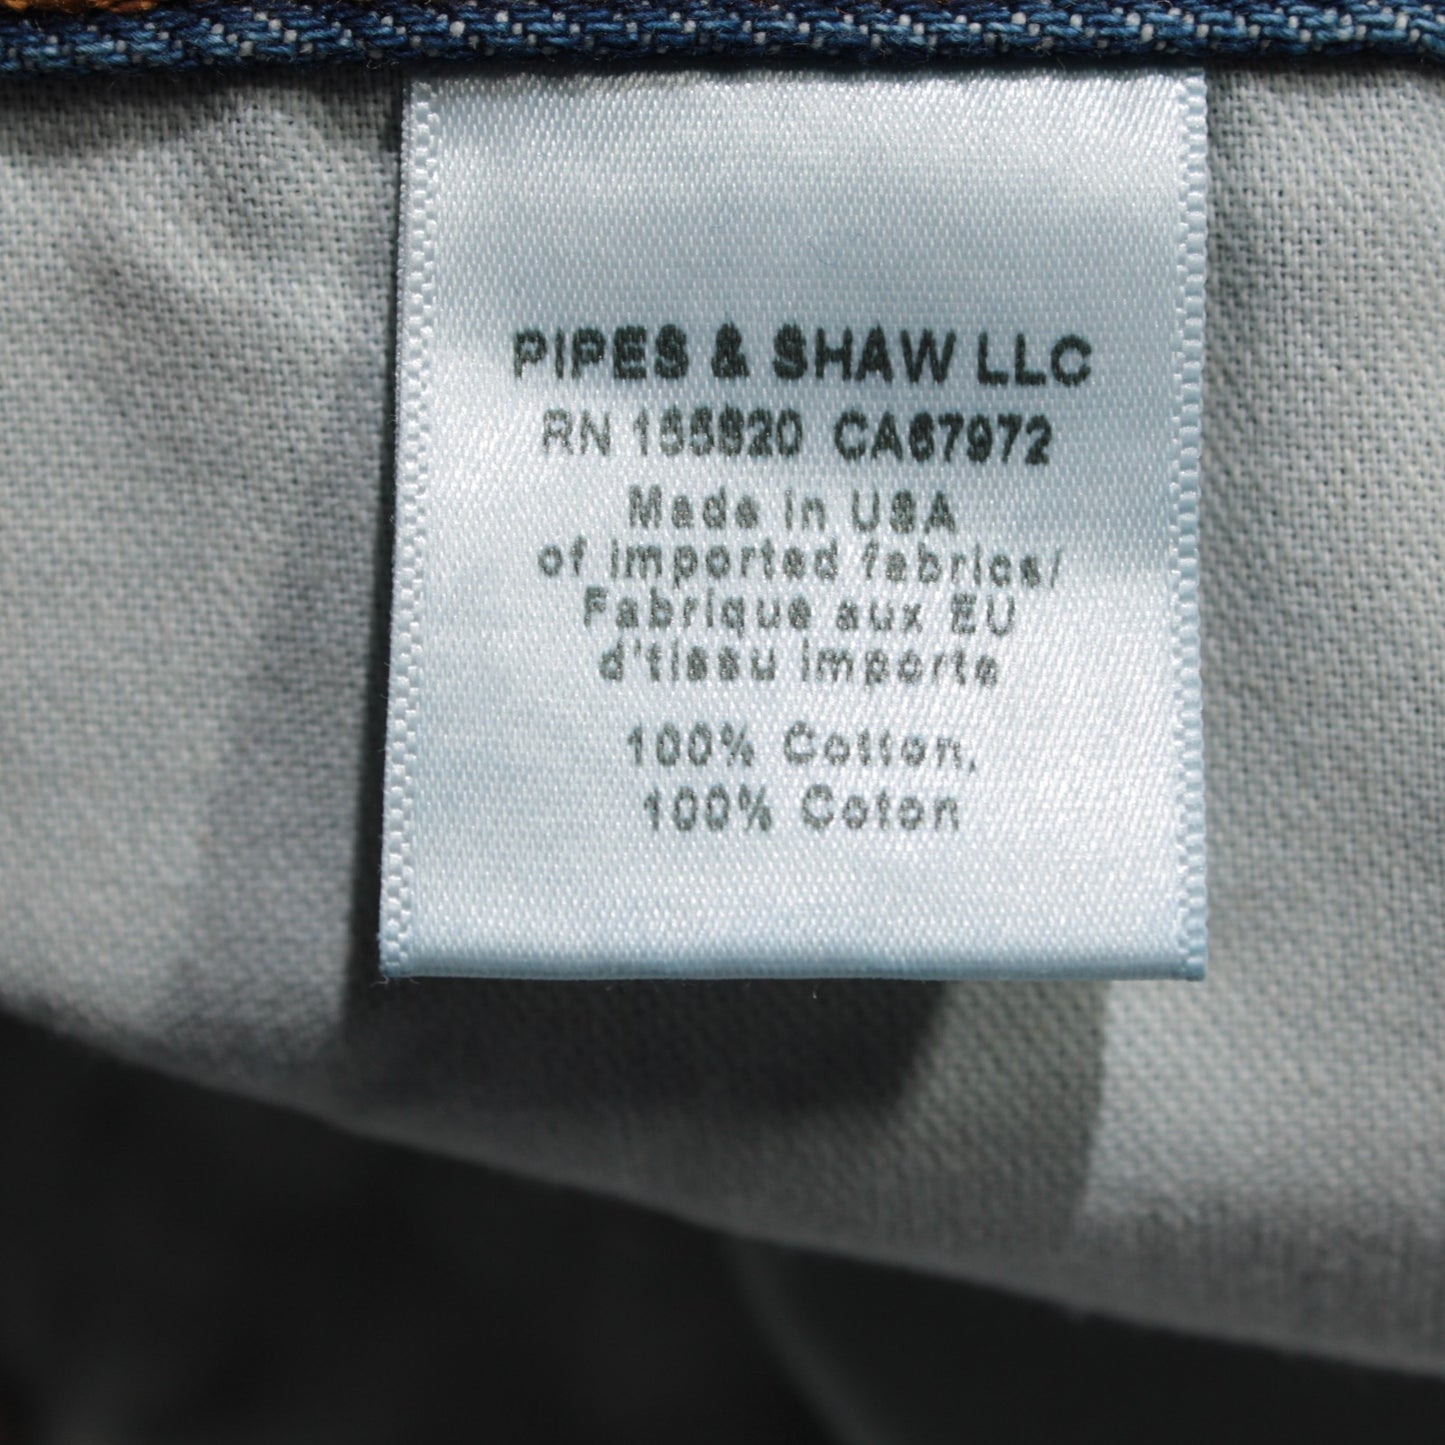 PIPES & SHAW LLC
RN 155820 CA67972
Made in USA
of imported fabrics/
Fabrique aux EU
d'tissu importe
100% Cotton,
100% Coton